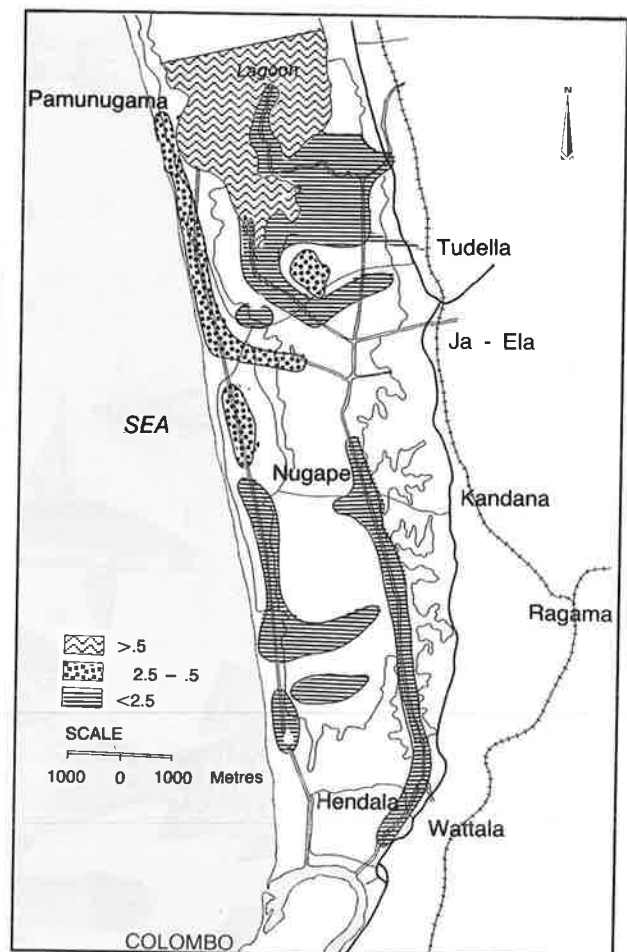 Lagoon
Pamunugama
N
Tudella
Ja - Ela
SEA
Nugape
Kandana
Ragama
>.5
2.5 – .5
<2.5
SCALE
1000 0 1000 Metres
Hendala
Wattala
COLOMBO